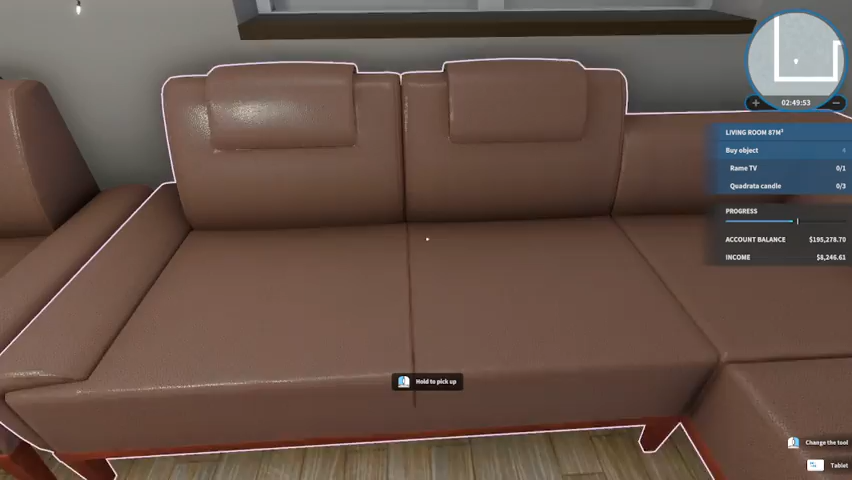 02:49:53
LIVING ROOM 87M²
Buy object 4
Rame TV 0/1
Quadrata candle 0/3
PROGRESS
ACCOUNT BALANCE $195,278.70
INCOME $8,246.61
Hold to pick up
Change the tool
Tablet